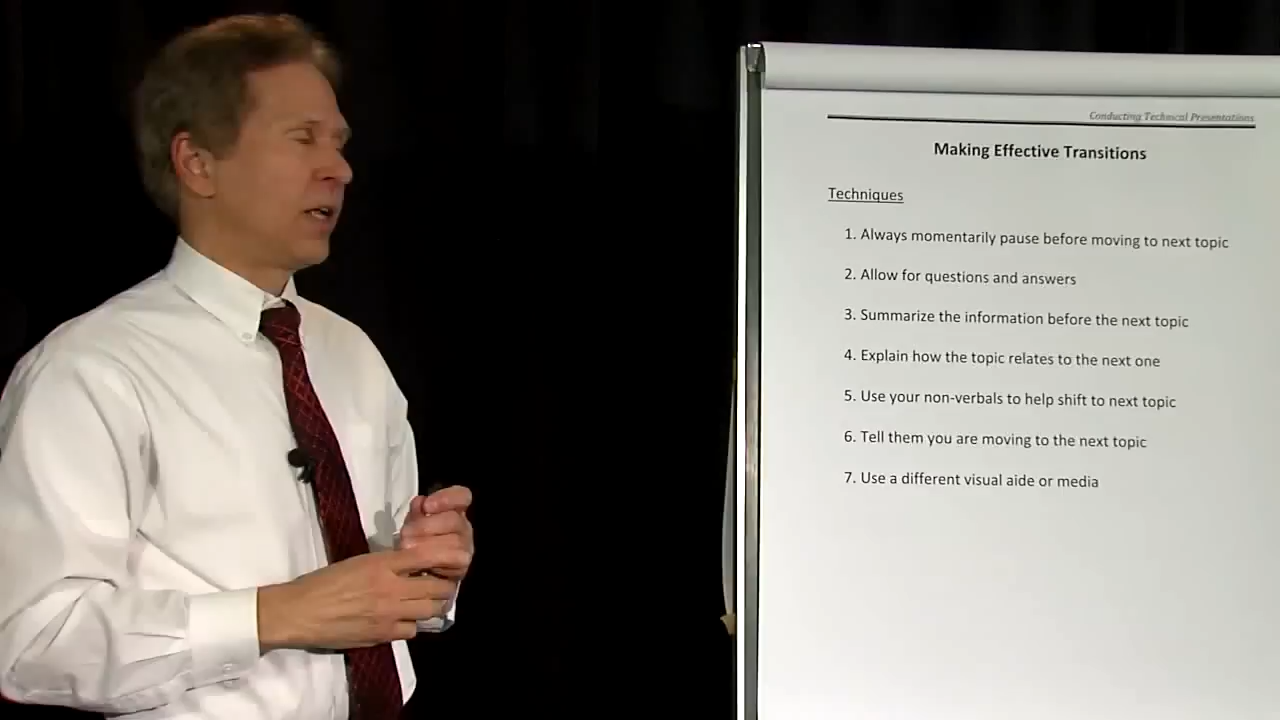 Conducting Technical Presentations
Making Effective Transitions
Techniques
1. Always momentarily pause before moving to next topic
2. Allow for questions and answers
3. Summarize the information before the next topic
4. Explain how the topic relates to the next one
5. Use your non-verbals to help shift to next topic
6. Tell them you are moving to the next topic
7. Use a different visual aide or media